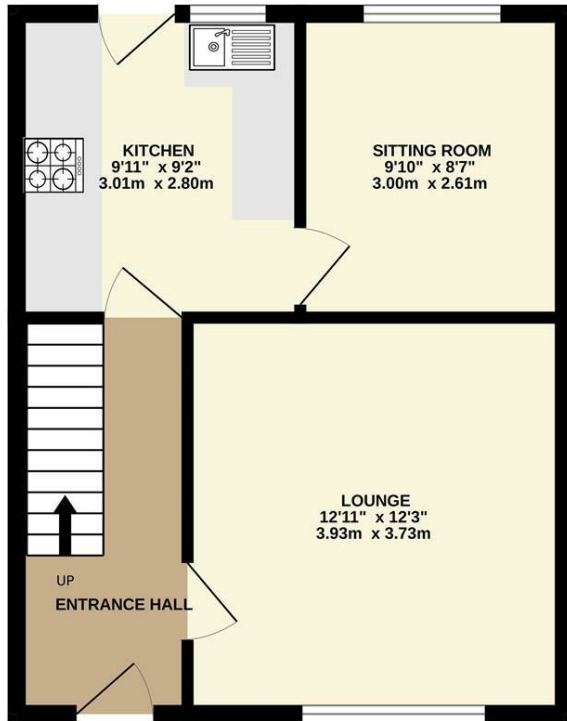 KITCHEN
9'11" x 9'2"
3.01m x 2.80m
SITTING ROOM
9'10" x 8'7"
3.00m x 2.61m
LOUNGE
12'11" x 12'3"
3.93m x 3.73m
UP
ENTRANCE HALL